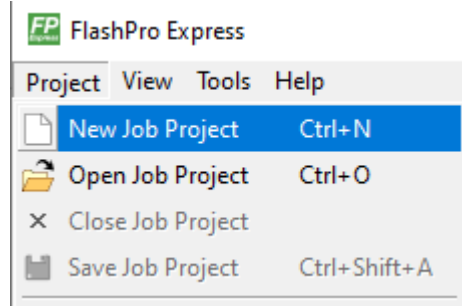 FP Express FlashPro Express
Project View Tools Help
New Job Project Ctrl+N
Open Job Project Ctrl+O
Close Job Project
Save Job Project Ctrl+Shift+A